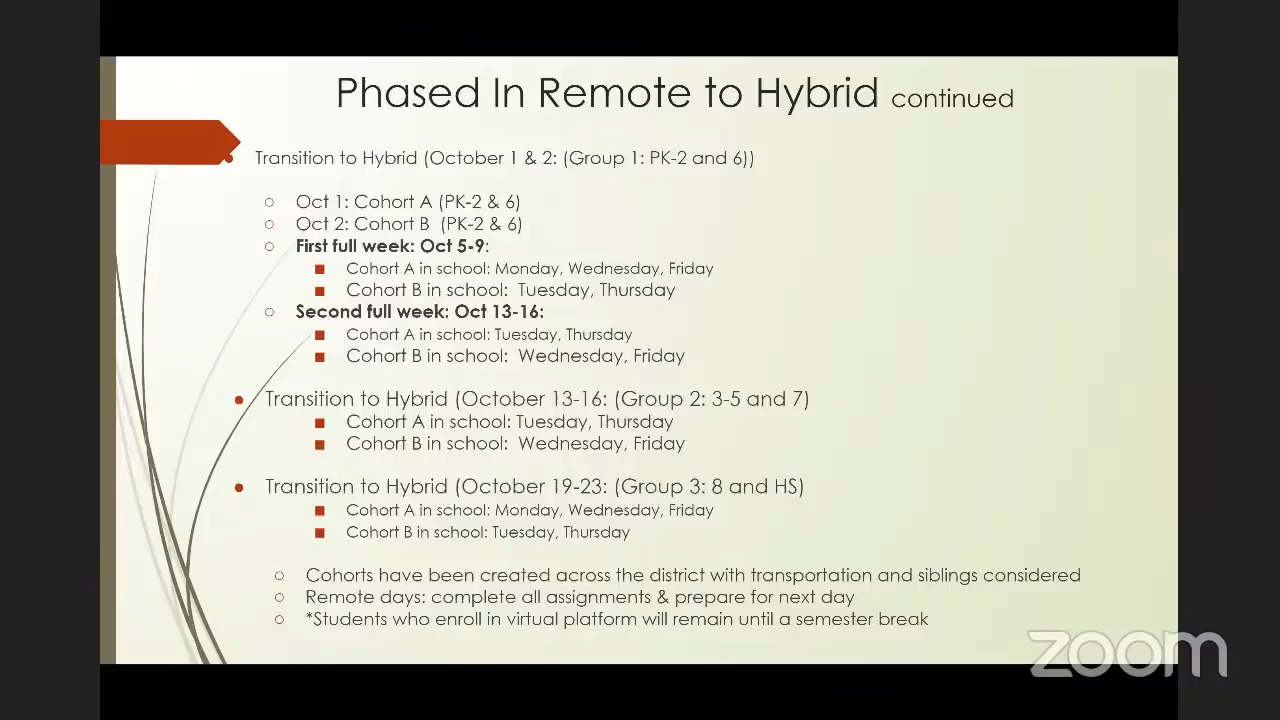 Phased In Remote to Hybrid continued
Transition to Hybrid (October 1 & 2: (Group 1: PK-2 and 6))
Oct 1: Cohort A (PK-2 & 6)
Oct 2: Cohort B (PK-2 & 6)
First full week: Oct 5-9:
Cohort A in school: Monday, Wednesday, Friday
Cohort B in school: Tuesday, Thursday
Second full week: Oct 13-16:
Cohort A in school: Tuesday, Thursday
Cohort B in school: Wednesday, Friday
Transition to Hybrid (October 13-16: (Group 2: 3-5 and 7)
Cohort A in school: Tuesday, Thursday
Cohort B in school: Wednesday, Friday
Transition to Hybrid (October 19-23: (Group 3: 8 and HS)
Cohort A in school: Monday, Wednesday, Friday
Cohort B in school: Tuesday, Thursday
Cohorts have been created across the district with transportation and siblings considered
Remote days: complete all assignments & prepare for next day
*Students who enroll in virtual platform will remain until a semester break
zoom